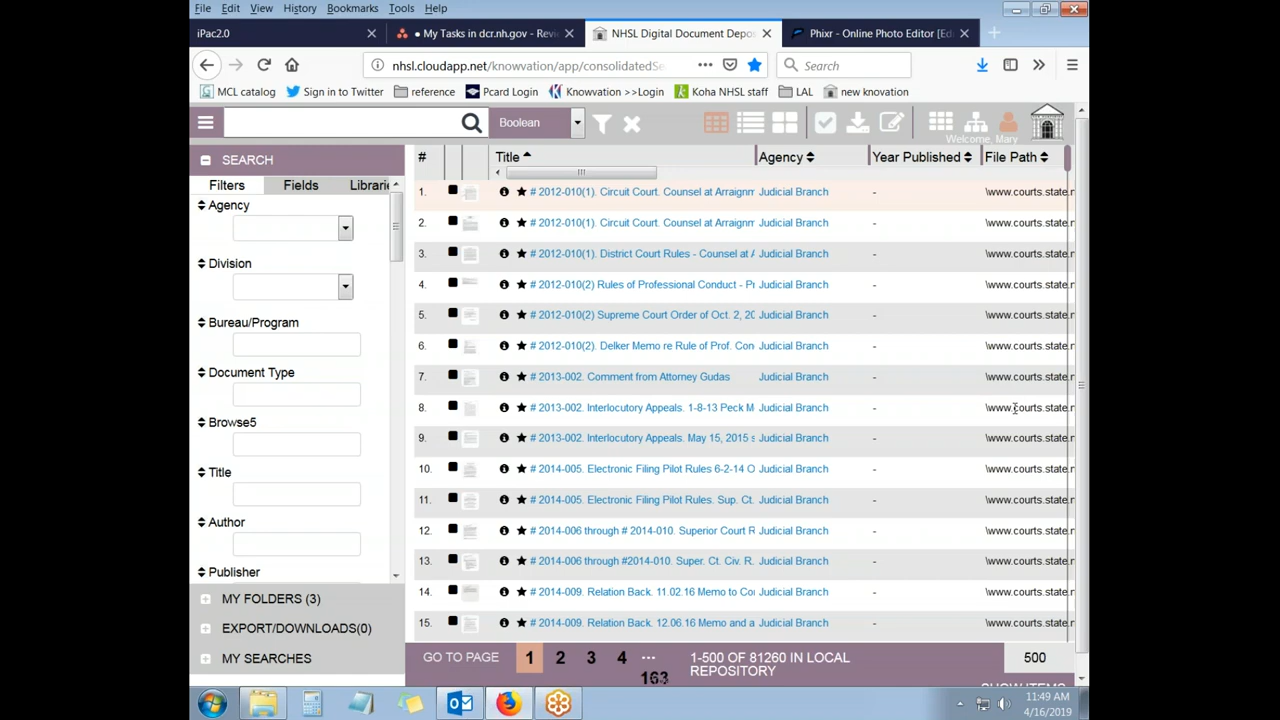 File Edit View History Bookmarks Tools Help
iPac2.0 ● My Tasks in dcr.nh.gov - Revi NHSL Digital Document Depos Phixr - Online Photo Editor [Ed
nhsl.cloudapp.net/knowvation/app/consolidatedSe Search
MCL catalog Sign in to Twitter reference Pcard Login Knowvation >>Login Koha NHSL staff LAL new knovation
Boolean
Welcome, Mary
SEARCH
Filters Fields Librarie
Agency
Division
Bureau/Program
Document Type
Browse5
Title
Author
Publisher
MY FOLDERS (3)
EXPORT/DOWNLOADS(0)
MY SEARCHES
# Title Agency Year Published File Path
1. # 2012-010(1). Circuit Court. Counsel at Arraignm Judicial Branch - \www.courts.state.n
2. # 2012-010(1). Circuit Court. Counsel at Arraignm Judicial Branch - \www.courts.state.n
3. # 2012-010(1). District Court Rules - Counsel at A Judicial Branch - \www.courts.state.n
4. # 2012-010(2) Rules of Professional Conduct - Pr Judicial Branch - \www.courts.state.n
5. # 2012-010(2) Supreme Court Order of Oct. 2, 20 Judicial Branch - \www.courts.state.n
6. # 2012-010(2). Delker Memo re Rule of Prof. Con Judicial Branch - \www.courts.state.n
7. # 2013-002. Comment from Attorney Gudas Judicial Branch - \www.courts.state.n
8. # 2013-002. Interlocutory Appeals. 1-8-13 Peck M Judicial Branch - \www.courts.state.n
9. # 2013-002. Interlocutory Appeals. May 15, 2015 s Judicial Branch - \www.courts.state.n
10. # 2014-005. Electronic Filing Pilot Rules 6-2-14 O Judicial Branch - \www.courts.state.n
11. # 2014-005. Electronic Filing Pilot Rules. Sup. Ct. Judicial Branch - \www.courts.state.n
12. # 2014-006 through # 2014-010. Superior Court R Judicial Branch - \www.courts.state.n
13. # 2014-006 through #2014-010. Super. Ct. Civ. R. Judicial Branch - \www.courts.state.n
14. # 2014-009. Relation Back. 11.02.16 Memo to Co Judicial Branch - \www.courts.state.n
15. # 2014-009. Relation Back. 12.06.16 Memo and a Judicial Branch - \www.courts.state.n
GO TO PAGE 1 2 3 4 ... 163
1-500 OF 81260 IN LOCAL
REPOSITORY
500
SHOW ITEMS
11:49 AM
4/16/2019